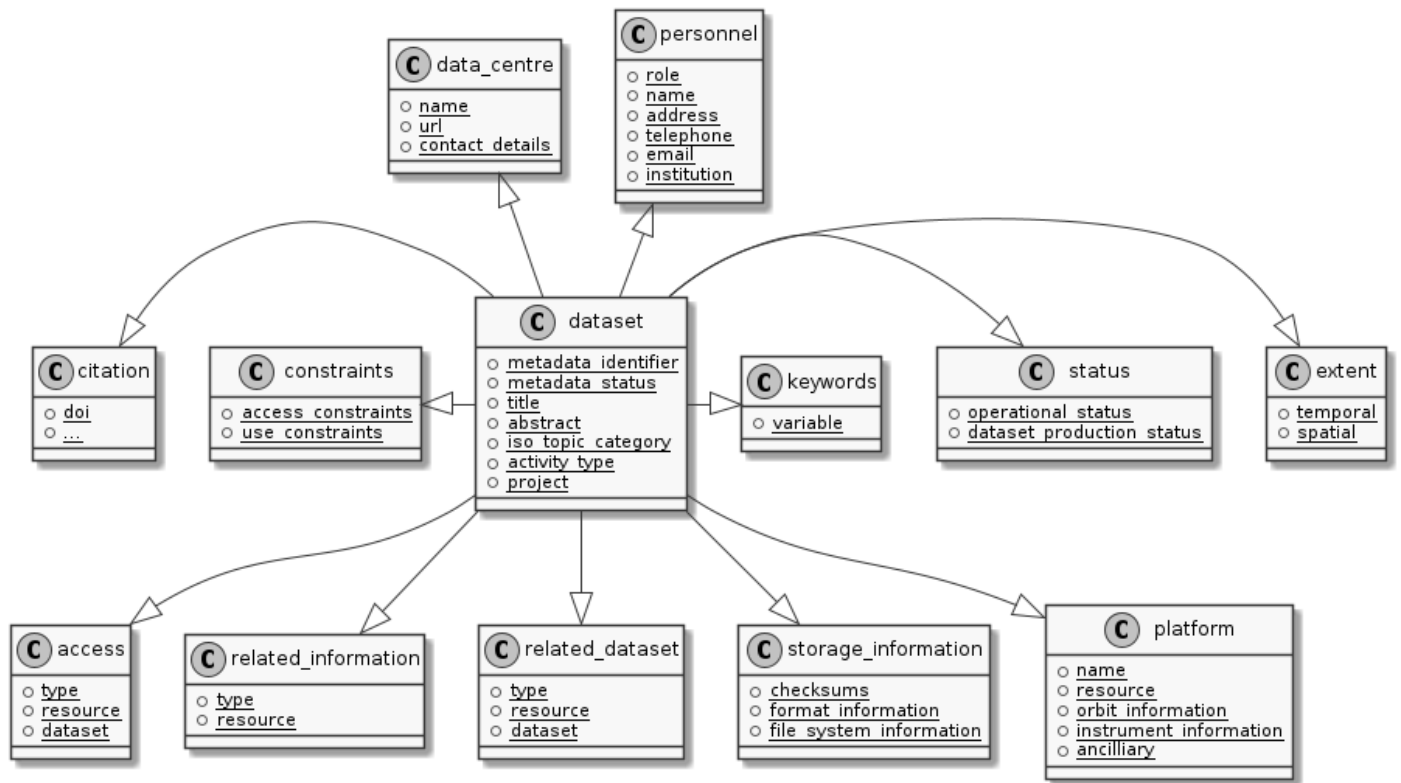 C personnel
role
name
address
telephone
email
institution
C data_centre
name
url
contact_details
C dataset
metadata_identifier
metadata_status
title
abstract
iso_topic_category
activity_type
project
C citation
doi
...
C constraints
access_constraints
use_constraints
C keywords
variable
C status
operational_status
dataset_production_status
C extent
temporal
spatial
C access
type
resource
dataset
C related_information
type
resource
C related_dataset
type
resource
dataset
C storage_information
checksums
format_information
file_system_information
C platform
name
resource
orbit_information
instrument_information
ancilliary